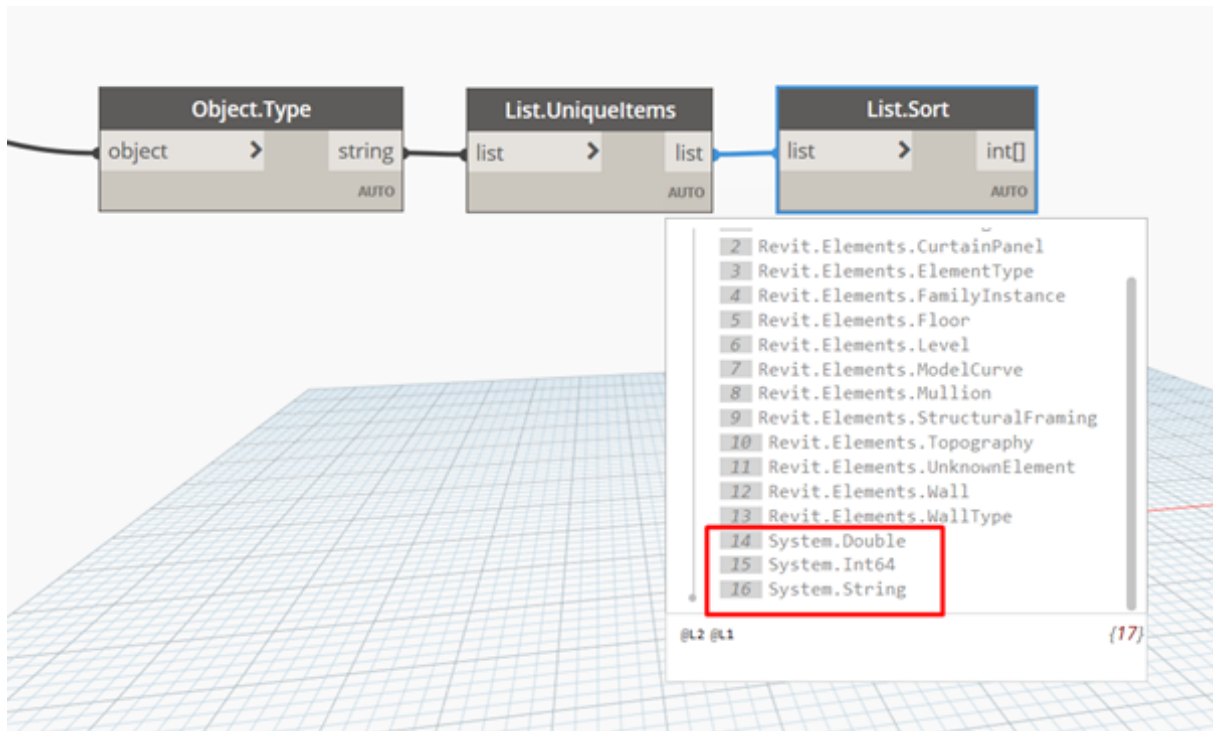 Object.Type
object > string
AUTO
List.UniqueItems
list > list
AUTO
List.Sort
list > int[]
AUTO
2 Revit.Elements.CurtainPanel
3 Revit.Elements.ElementType
4 Revit.Elements.FamilyInstance
5 Revit.Elements.Floor
6 Revit.Elements.Level
7 Revit.Elements.ModelCurve
8 Revit.Elements.Mullion
9 Revit.Elements.StructuralFraming
10 Revit.Elements.Topography
11 Revit.Elements.UnknownElement
12 Revit.Elements.Wall
13 Revit.Elements.WallType
14 System.Double
15 System.Int64
16 System.String
@L2 @L1 {17}